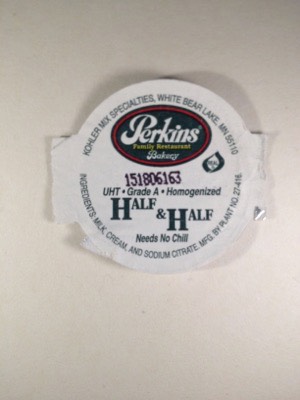 KOHLER MIX SPECIALTIES, WHITE BEAR LAKE, MN 55110
Perkins
Family Restaurant
Bakery
151806163
UHT • Grade A • Homogenized
HALF & HALF
Needs No Chill
INGREDIENTS: MILK, CREAM, AND SODIUM CITRATE. MFG. BY PLANT NO. 27-416